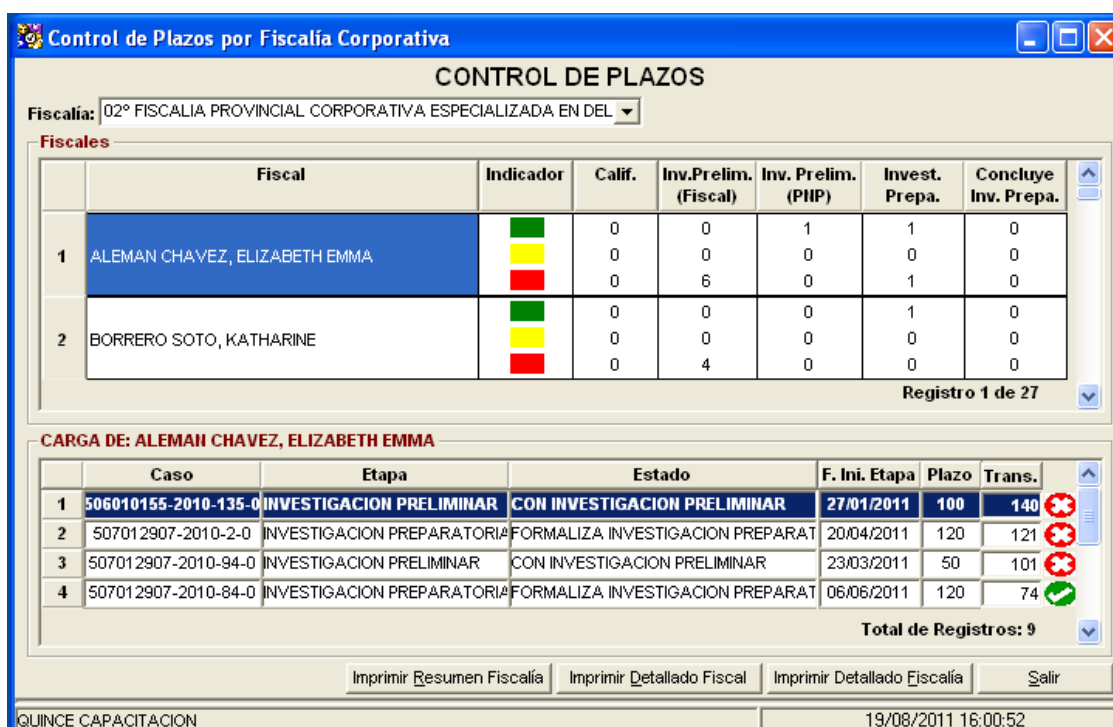 Control de Plazos por Fiscalía Corporativa
CONTROL DE PLAZOS
Fiscalía: 02º FISCALIA PROVINCIAL CORPORATIVA ESPECIALIZADA EN DEL
Fiscales
Fiscal Indicador Calif. Inv.Prelim. (Fiscal) Inv. Prelim. (PNP) Invest. Prepa. Concluye Inv. Prepa.
0 0 1 1 0
1 ALEMAN CHAVEZ, ELIZABETH EMMA 0 0 0 0 0
0 6 0 1 0
0 0 0 1 0
2 BORRERO SOTO, KATHARINE 0 0 0 0 0
0 4 0 0 0
Registro 1 de 27
CARGA DE: ALEMAN CHAVEZ, ELIZABETH EMMA
Caso Etapa Estado F. Ini. Etapa Plazo Trans.
1 506010155-2010-135-0 INVESTIGACION PRELIMINAR CON INVESTIGACION PRELIMINAR 27/01/2011 100 140
2 507012907-2010-2-0 INVESTIGACION PREPARATORIA FORMALIZA INVESTIGACION PREPARAT 20/04/2011 120 121
3 507012907-2010-94-0 INVESTIGACION PRELIMINAR CON INVESTIGACION PRELIMINAR 23/03/2011 50 101
4 507012907-2010-84-0 INVESTIGACION PREPARATORIA FORMALIZA INVESTIGACION PREPARAT 06/06/2011 120 74
Total de Registros: 9
Imprimir Resumen Fiscalía Imprimir Detallado Fiscal Imprimir Detallado Fiscalía Salir
QUINCE CAPACITACION 19/08/2011 16:00:52